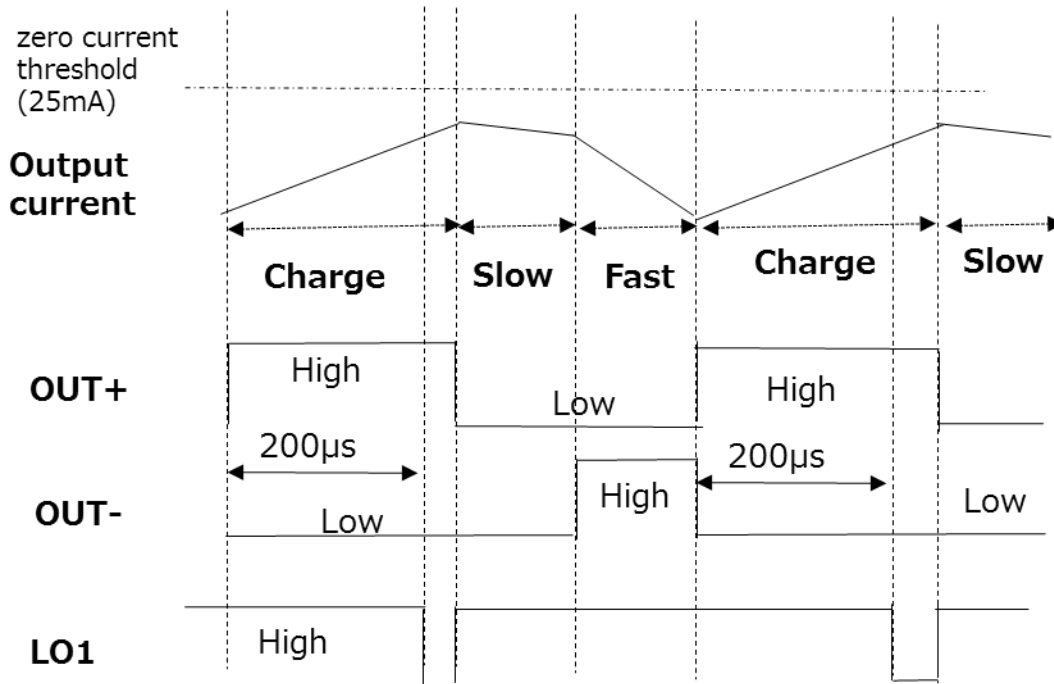 zero current
threshold
(25mA)
Output
current
Charge
Slow
Fast
Charge
Slow
OUT+
High
Low
High
200μs
200μs
OUT-
Low
High
Low
LO1
High